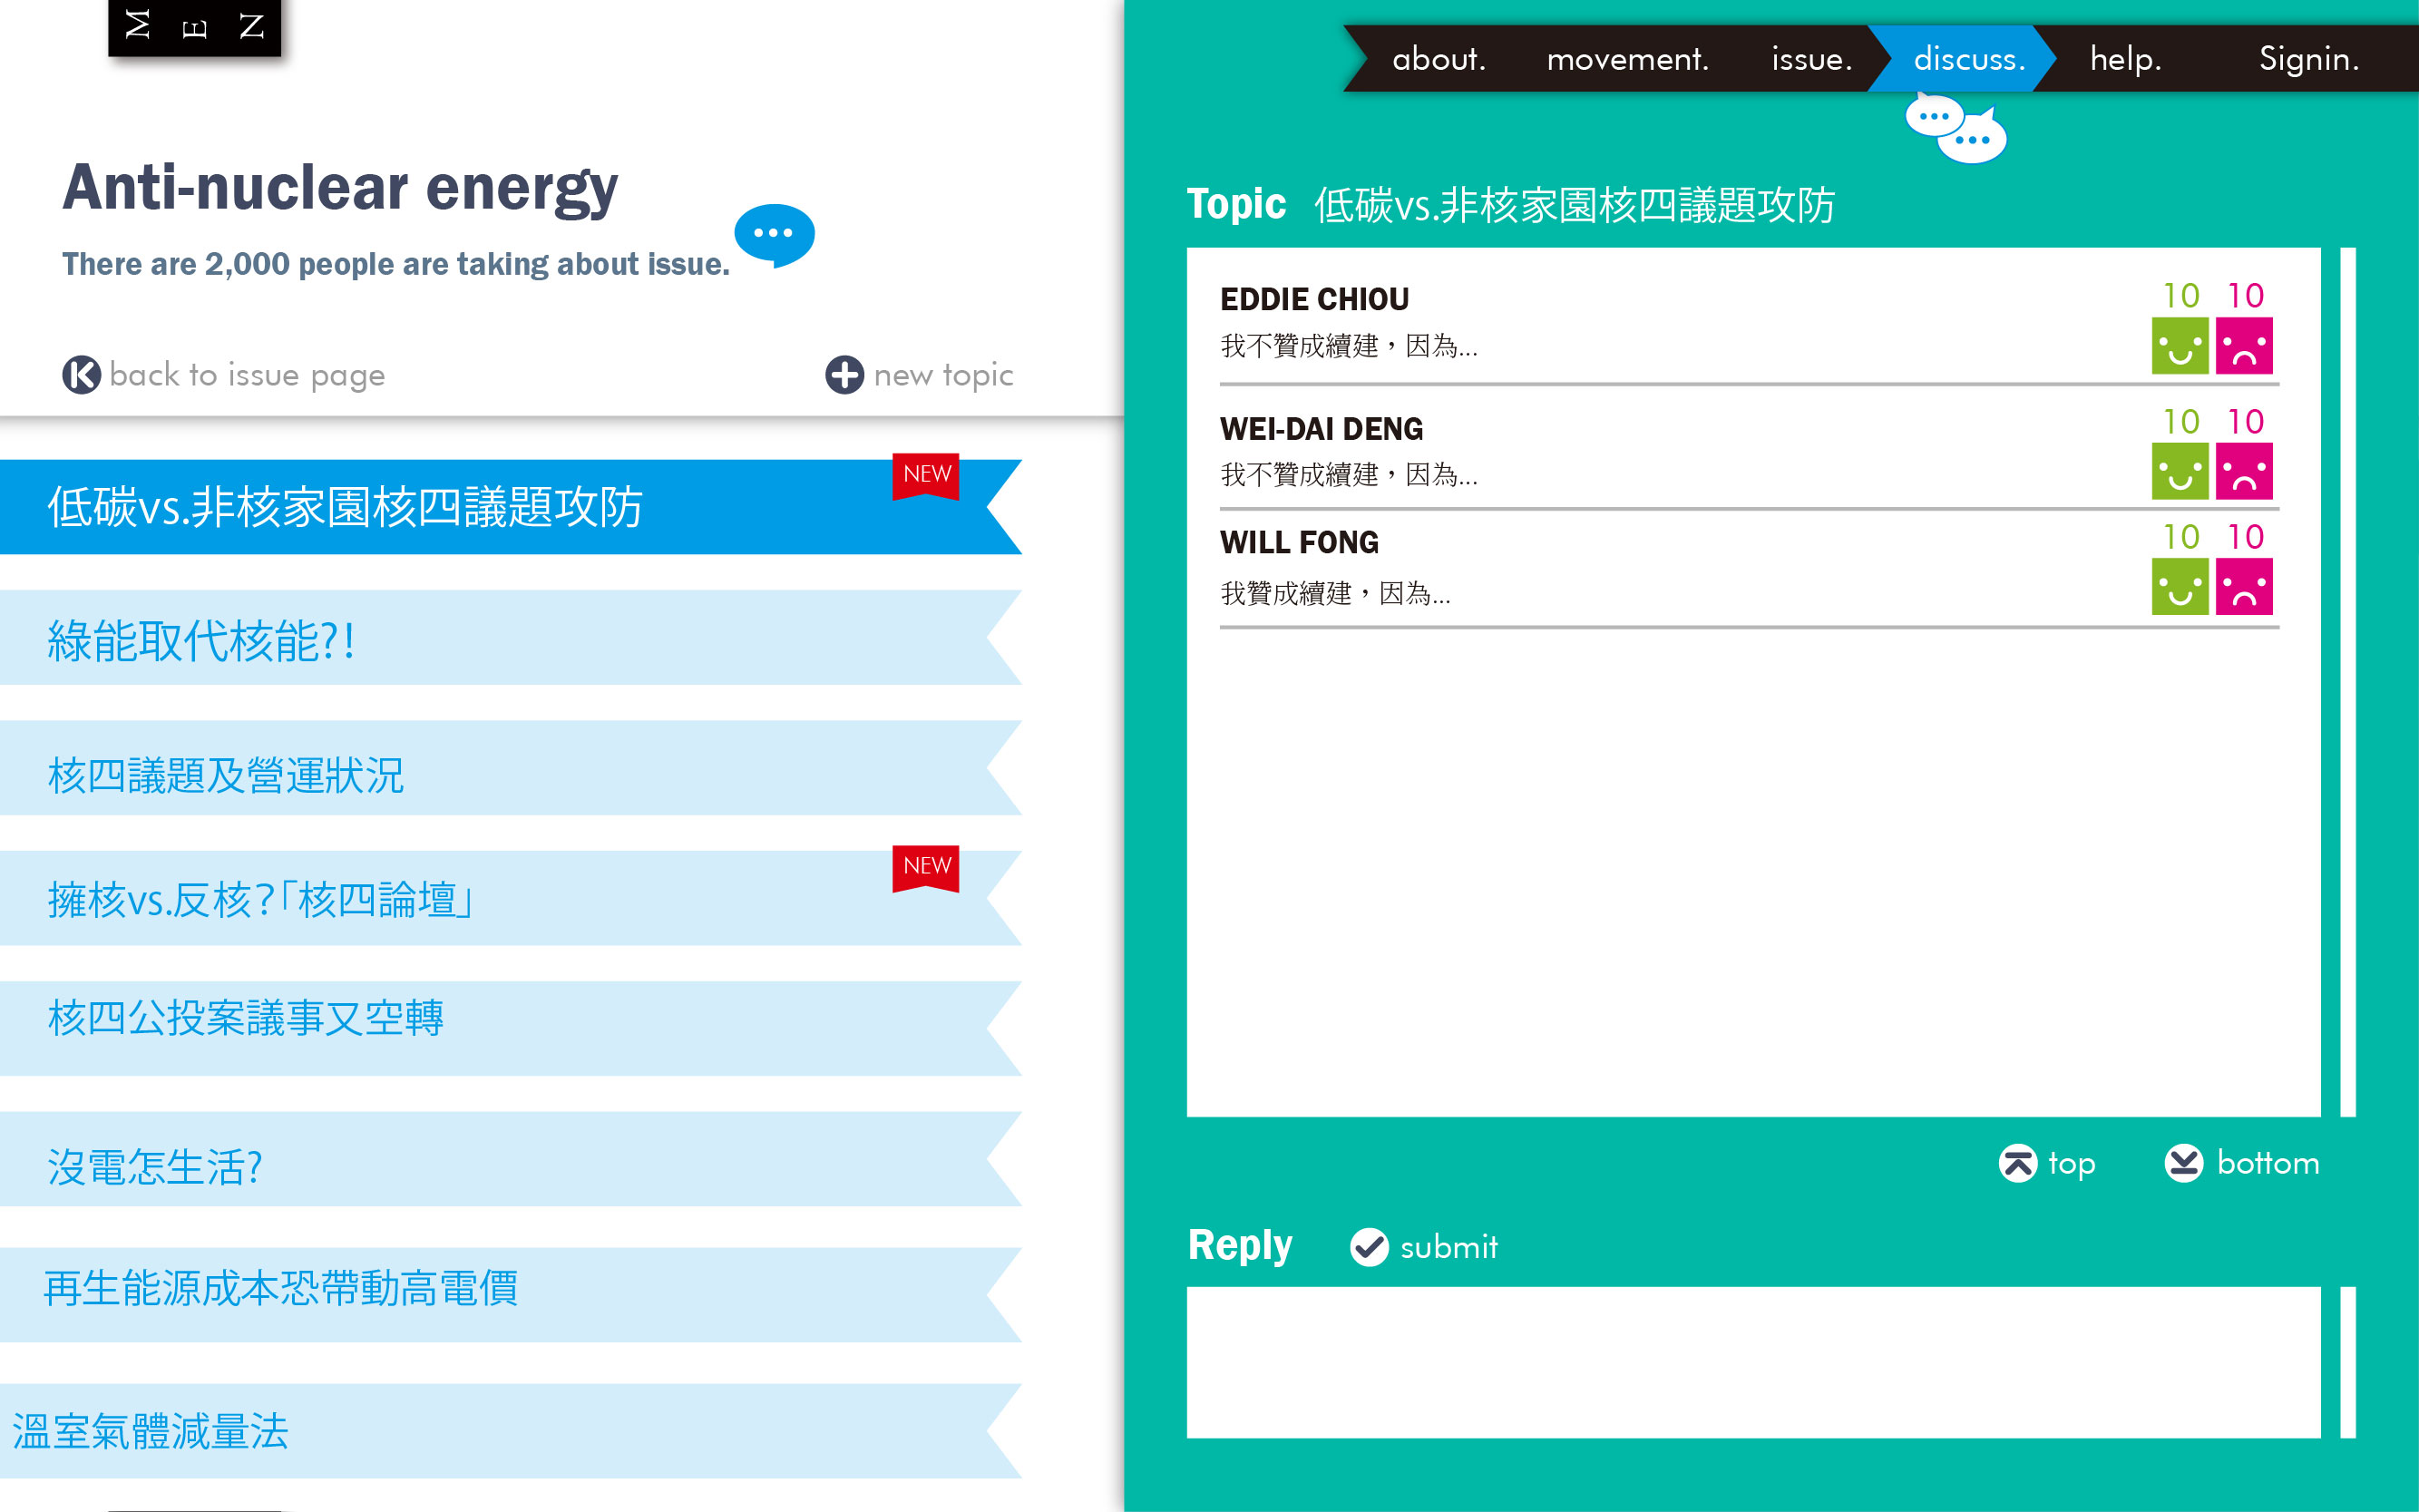 M E N
Anti-nuclear energy
There are 2,000 people are taking about issue.
back to issue page
new topic
低碳vs.非核家園核四議題攻防
NEW
綠能取代核能?!
核四議題及營運狀況
擁核vs.反核?「核四論壇」
NEW
核四公投案議事又空轉
沒電怎生活?
再生能源成本恐帶動高電價
溫室氣體減量法
about. movement. issue. discuss. help. Signin.
Topic 低碳vs.非核家園核四議題攻防
EDDIE CHIOU
10 10
我不贊成續建，因為...
WEI-DAI DENG
10 10
我不贊成續建，因為...
WILL FONG
10 10
我贊成續建，因為...
top bottom
Reply submit